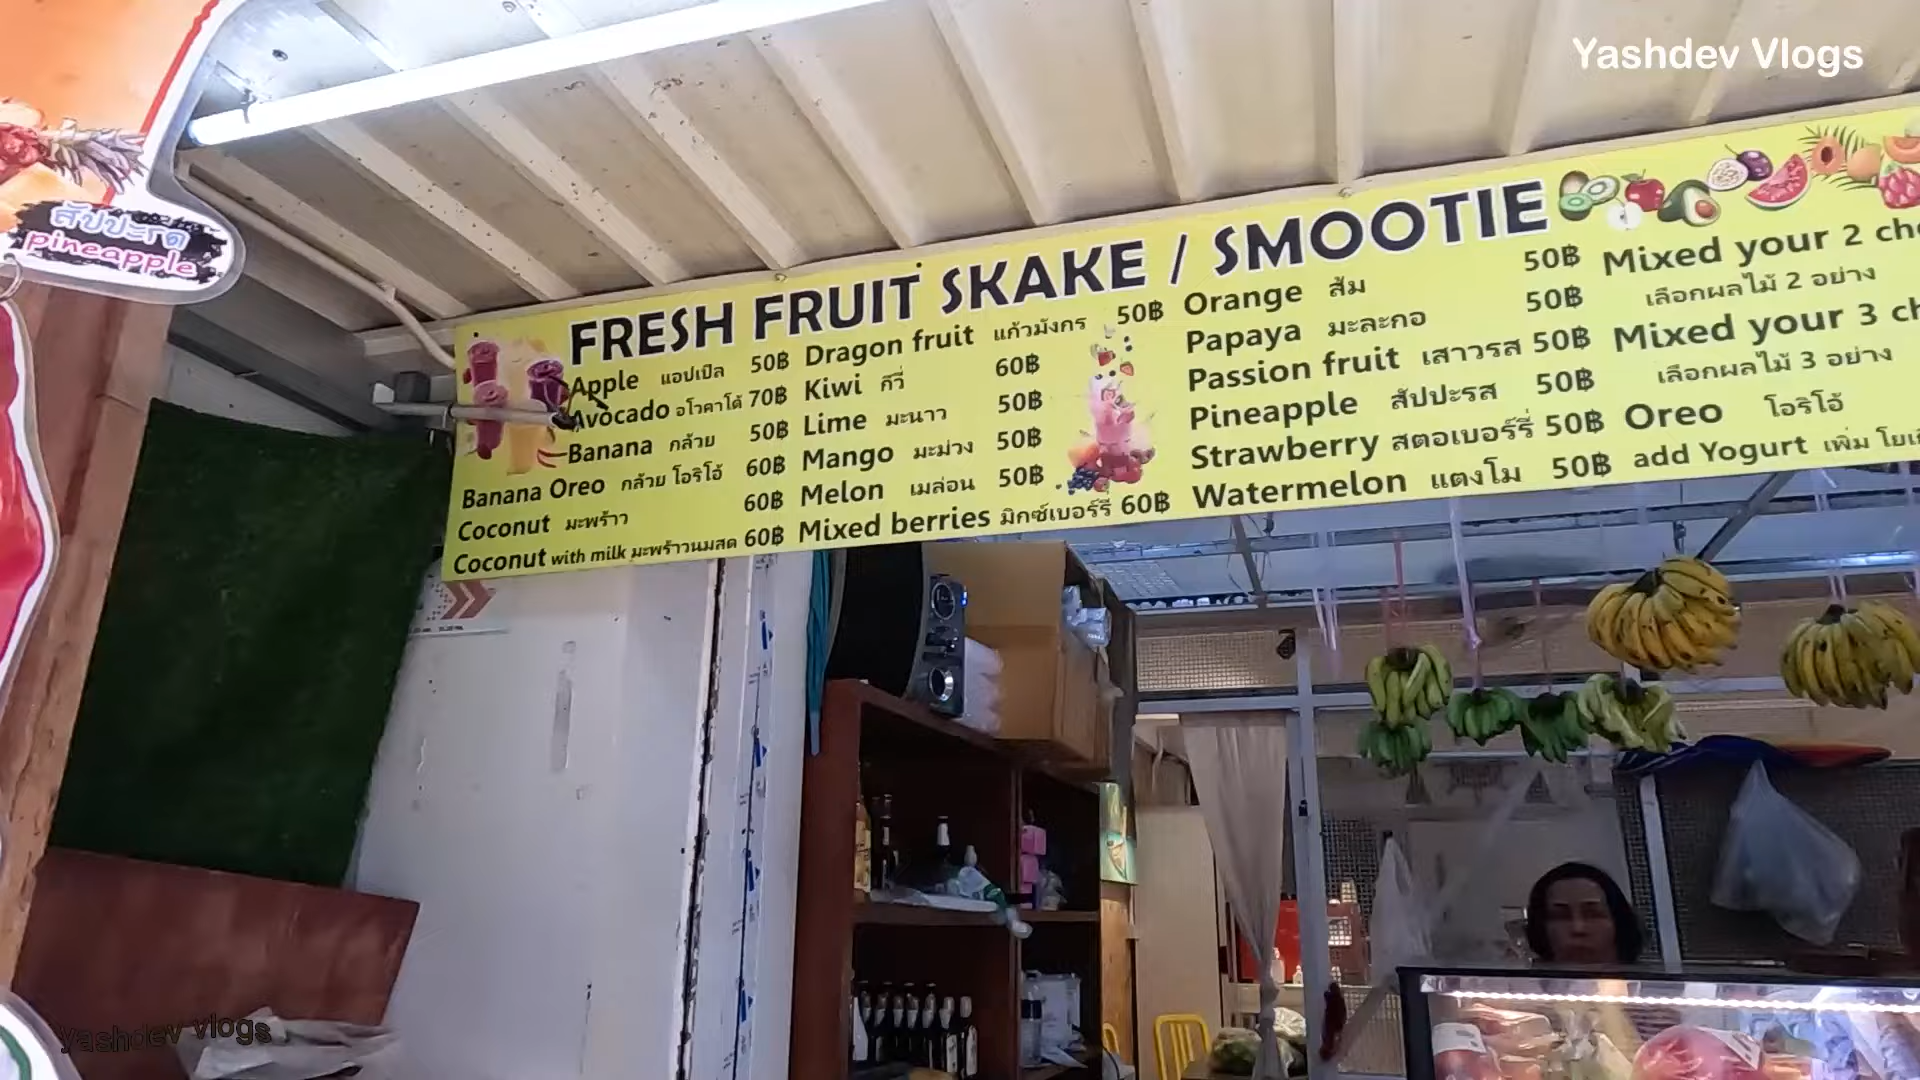 Yashdev Vlogs
สัปปะรด
pineapple
FRESH FRUIT SKAKE / SMOOTIE
Apple แอปเปิล 50฿
Avocado อโวคาโด้ 70฿
Banana กล้วย 50฿
Banana Oreo กล้วย โอริโอ้ 60฿
Coconut มะพร้าว 60฿
Coconut with milk มะพร้าวนมสด 60฿
Dragon fruit แก้วมังกร 50฿
Kiwi กีวี่ 60฿
Lime มะนาว 50฿
Mango มะม่วง 50฿
Melon เมล่อน 50฿
Mixed berries มิกซ์เบอร์รี่ 60฿
Orange ส้ม 50฿
Papaya มะละกอ 50฿
Passion fruit เสาวรส 50฿
Pineapple สัปปะรส 50฿
Strawberry สตอเบอร์รี่ 50฿
Watermelon แตงโม 50฿
Mixed your 2
เลือกผลไม้ 2 อย่าง
Mixed your 3
เลือกผลไม้ 3 อย่าง
Oreo โอริโอ้
add Yogurt เพิ่ม
yashdev vlogs